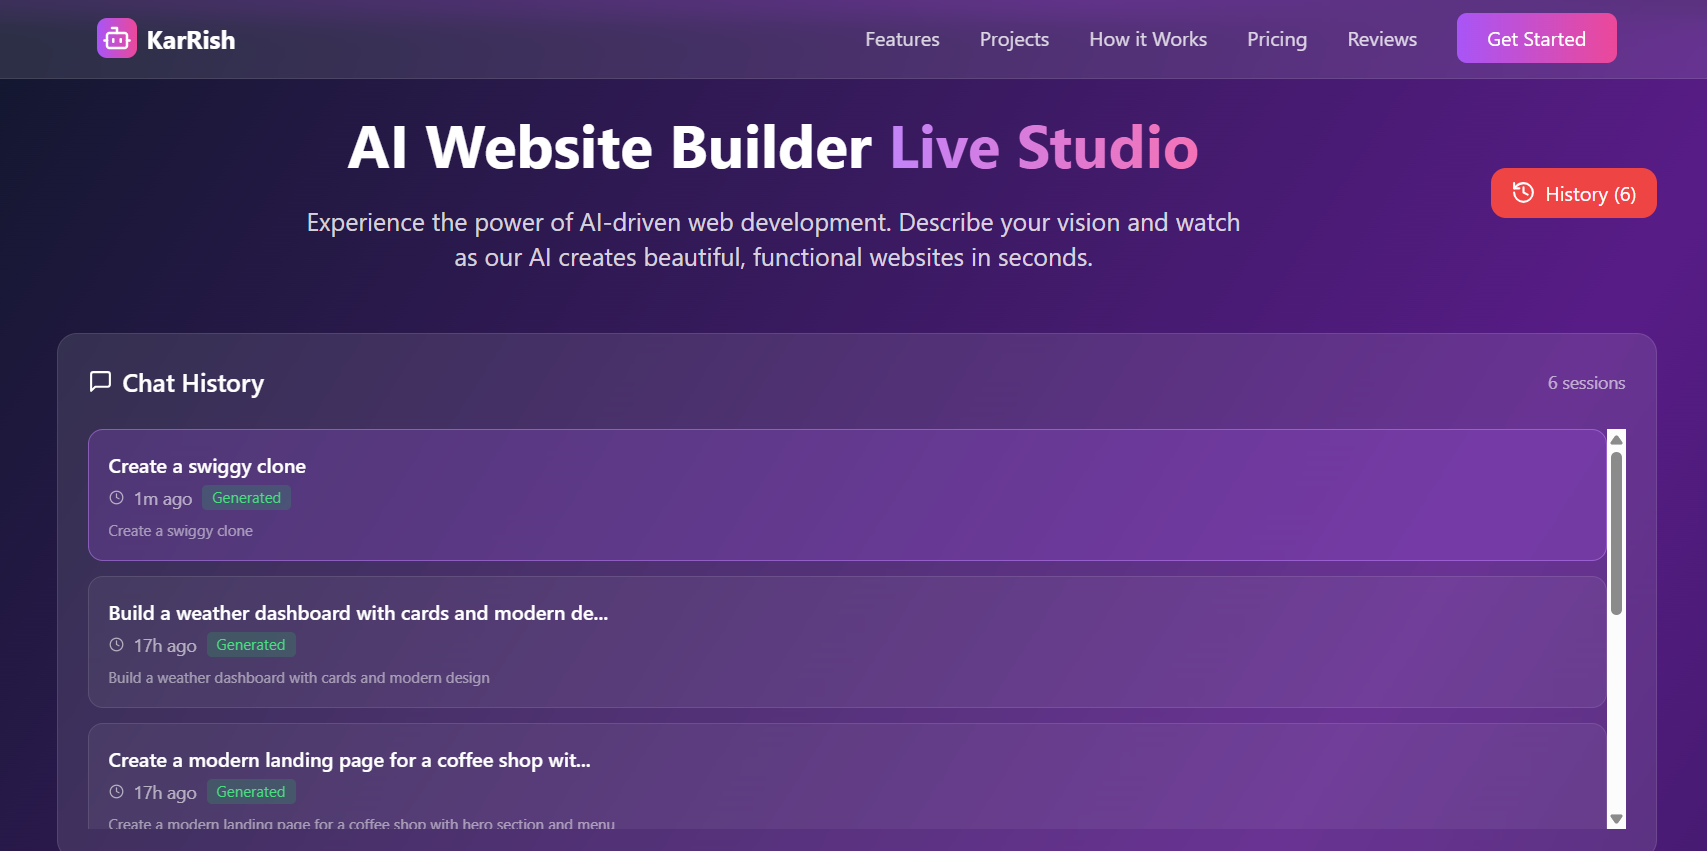 KarRish
Features
Projects
How it Works
Pricing
Reviews
Get Started
AI Website Builder Live Studio
History (6)
Experience the power of AI-driven web development. Describe your vision and watch
as our AI creates beautiful, functional websites in seconds.
Chat History
6 sessions
Create a swiggy clone
1m ago
Generated
Create a swiggy clone
Build a weather dashboard with cards and modern de...
17h ago
Generated
Build a weather dashboard with cards and modern design
Create a modern landing page for a coffee shop wit...
17h ago
Generated
Create a modern landing page for a coffee shop with hero section and menu